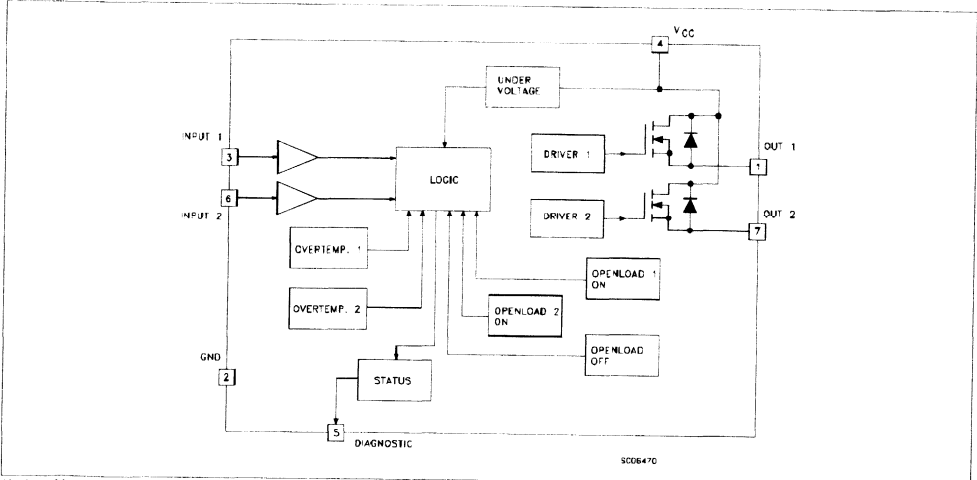 VCC
4
UNDER
VOLTAGE
INPUT 1
3
OUT 1
DRIVER 1
1
LOGIC
6
INPUT 2
OUT 2
DRIVER 2
7
OVERTEMP. 1
OPENLOAD 1
ON
OVERTEMP. 2
OPENLOAD 2
ON
OPENLOAD
OFF
GND
2
STATUS
5
DIAGNOSTIC
SC06470